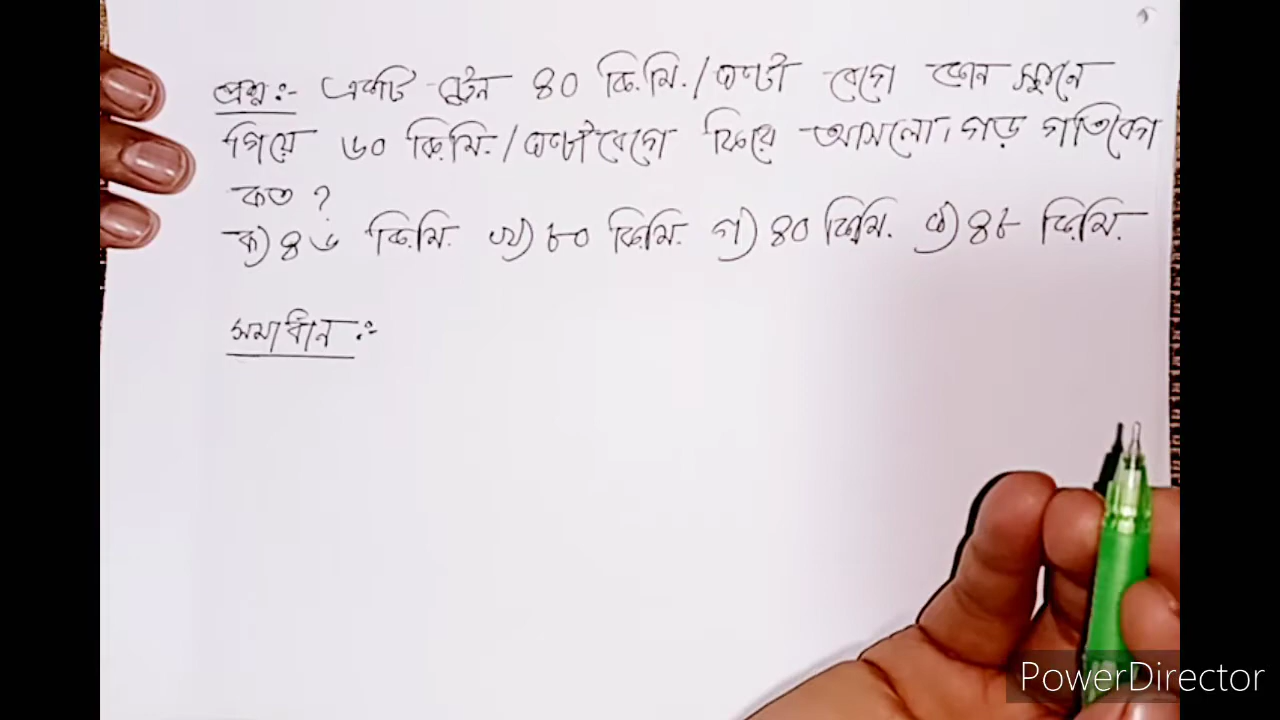 প্রশ্নঃ- একটি ট্রেন ৪০ কি.মি./ঘণ্টা বেগে কোন স্থানে
গিয়ে ৬০ কি.মি./ঘণ্টাবেগে ফিরে আসলো। গড় গতিবেগ
কত ?
ক) ৪৬ কি.মি. খ) ৮০ কি.মি. গ) ৪০ কি.মি. ঘ) ৪৮ কি.মি.
সমাধান ঃ-
PowerDirector